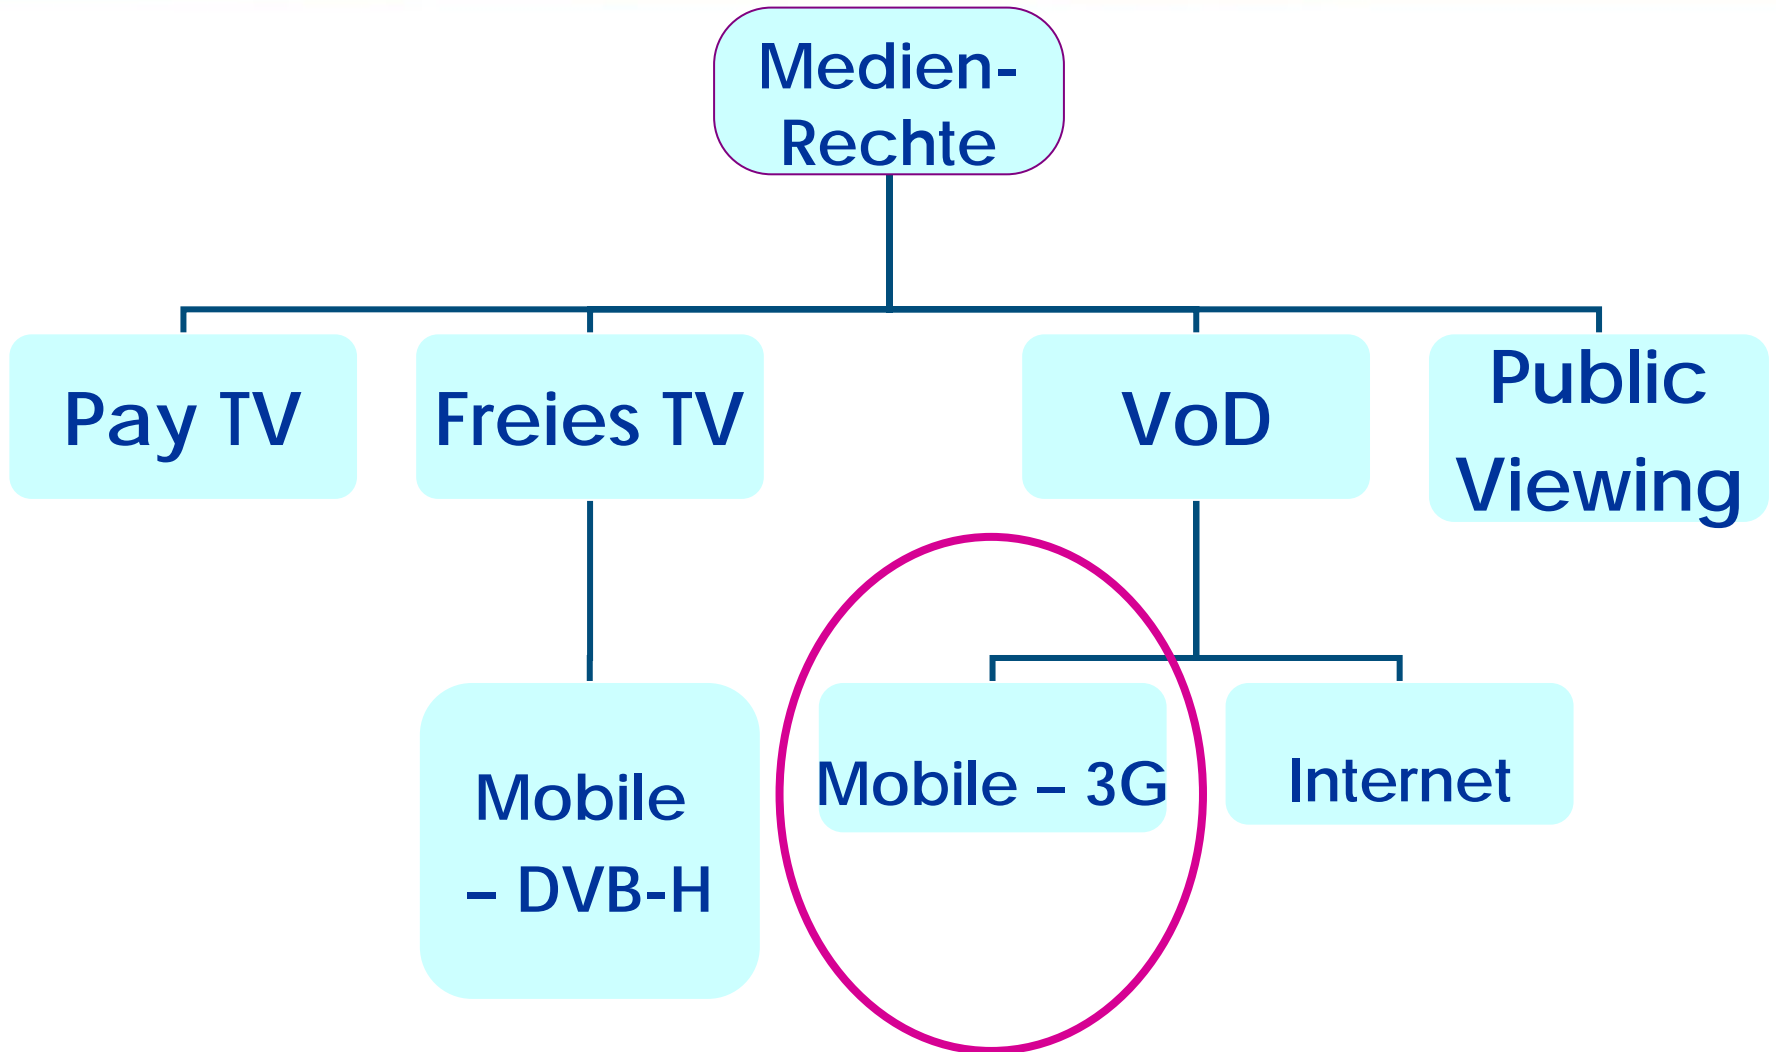 Medien-
Rechte
Pay TV
Freies TV
VoD
Public
Viewing
Mobile
– DVB-H
Mobile – 3G
Internet